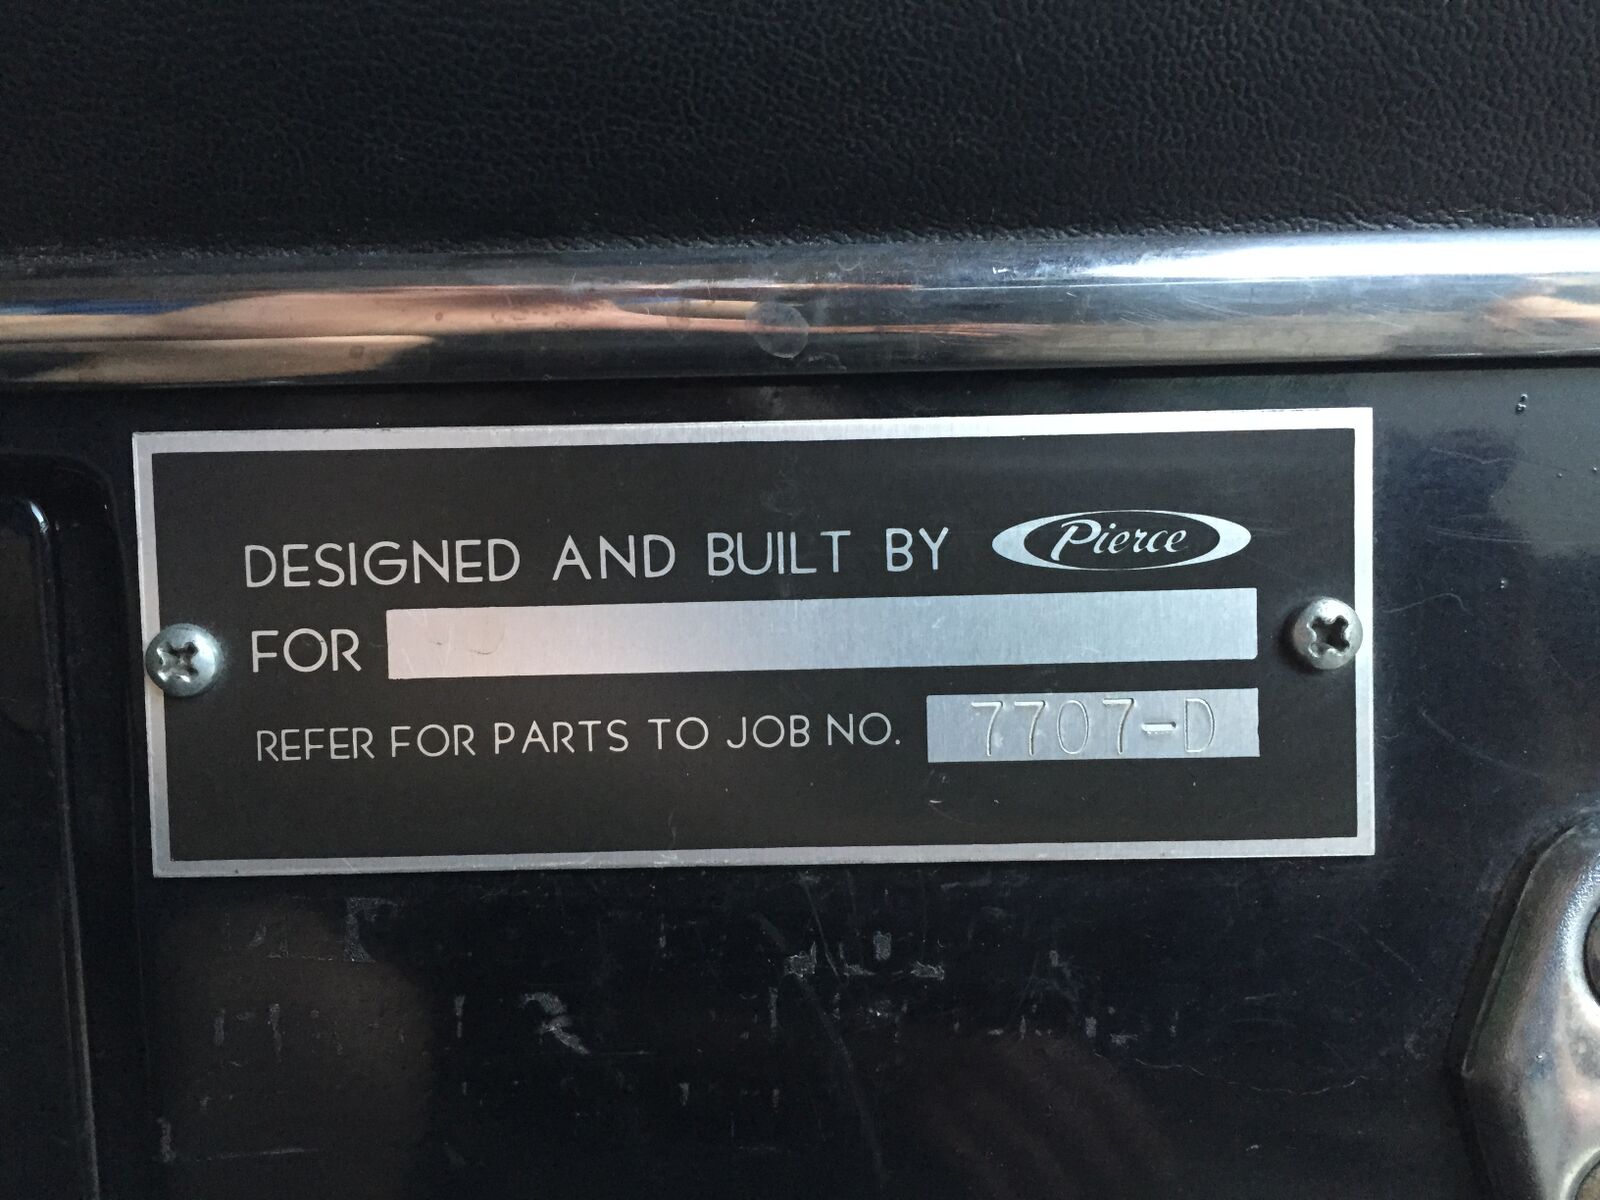 DESIGNED AND BUILT BY Pierce
FOR
REFER FOR PARTS TO JOB NO. 7707-D